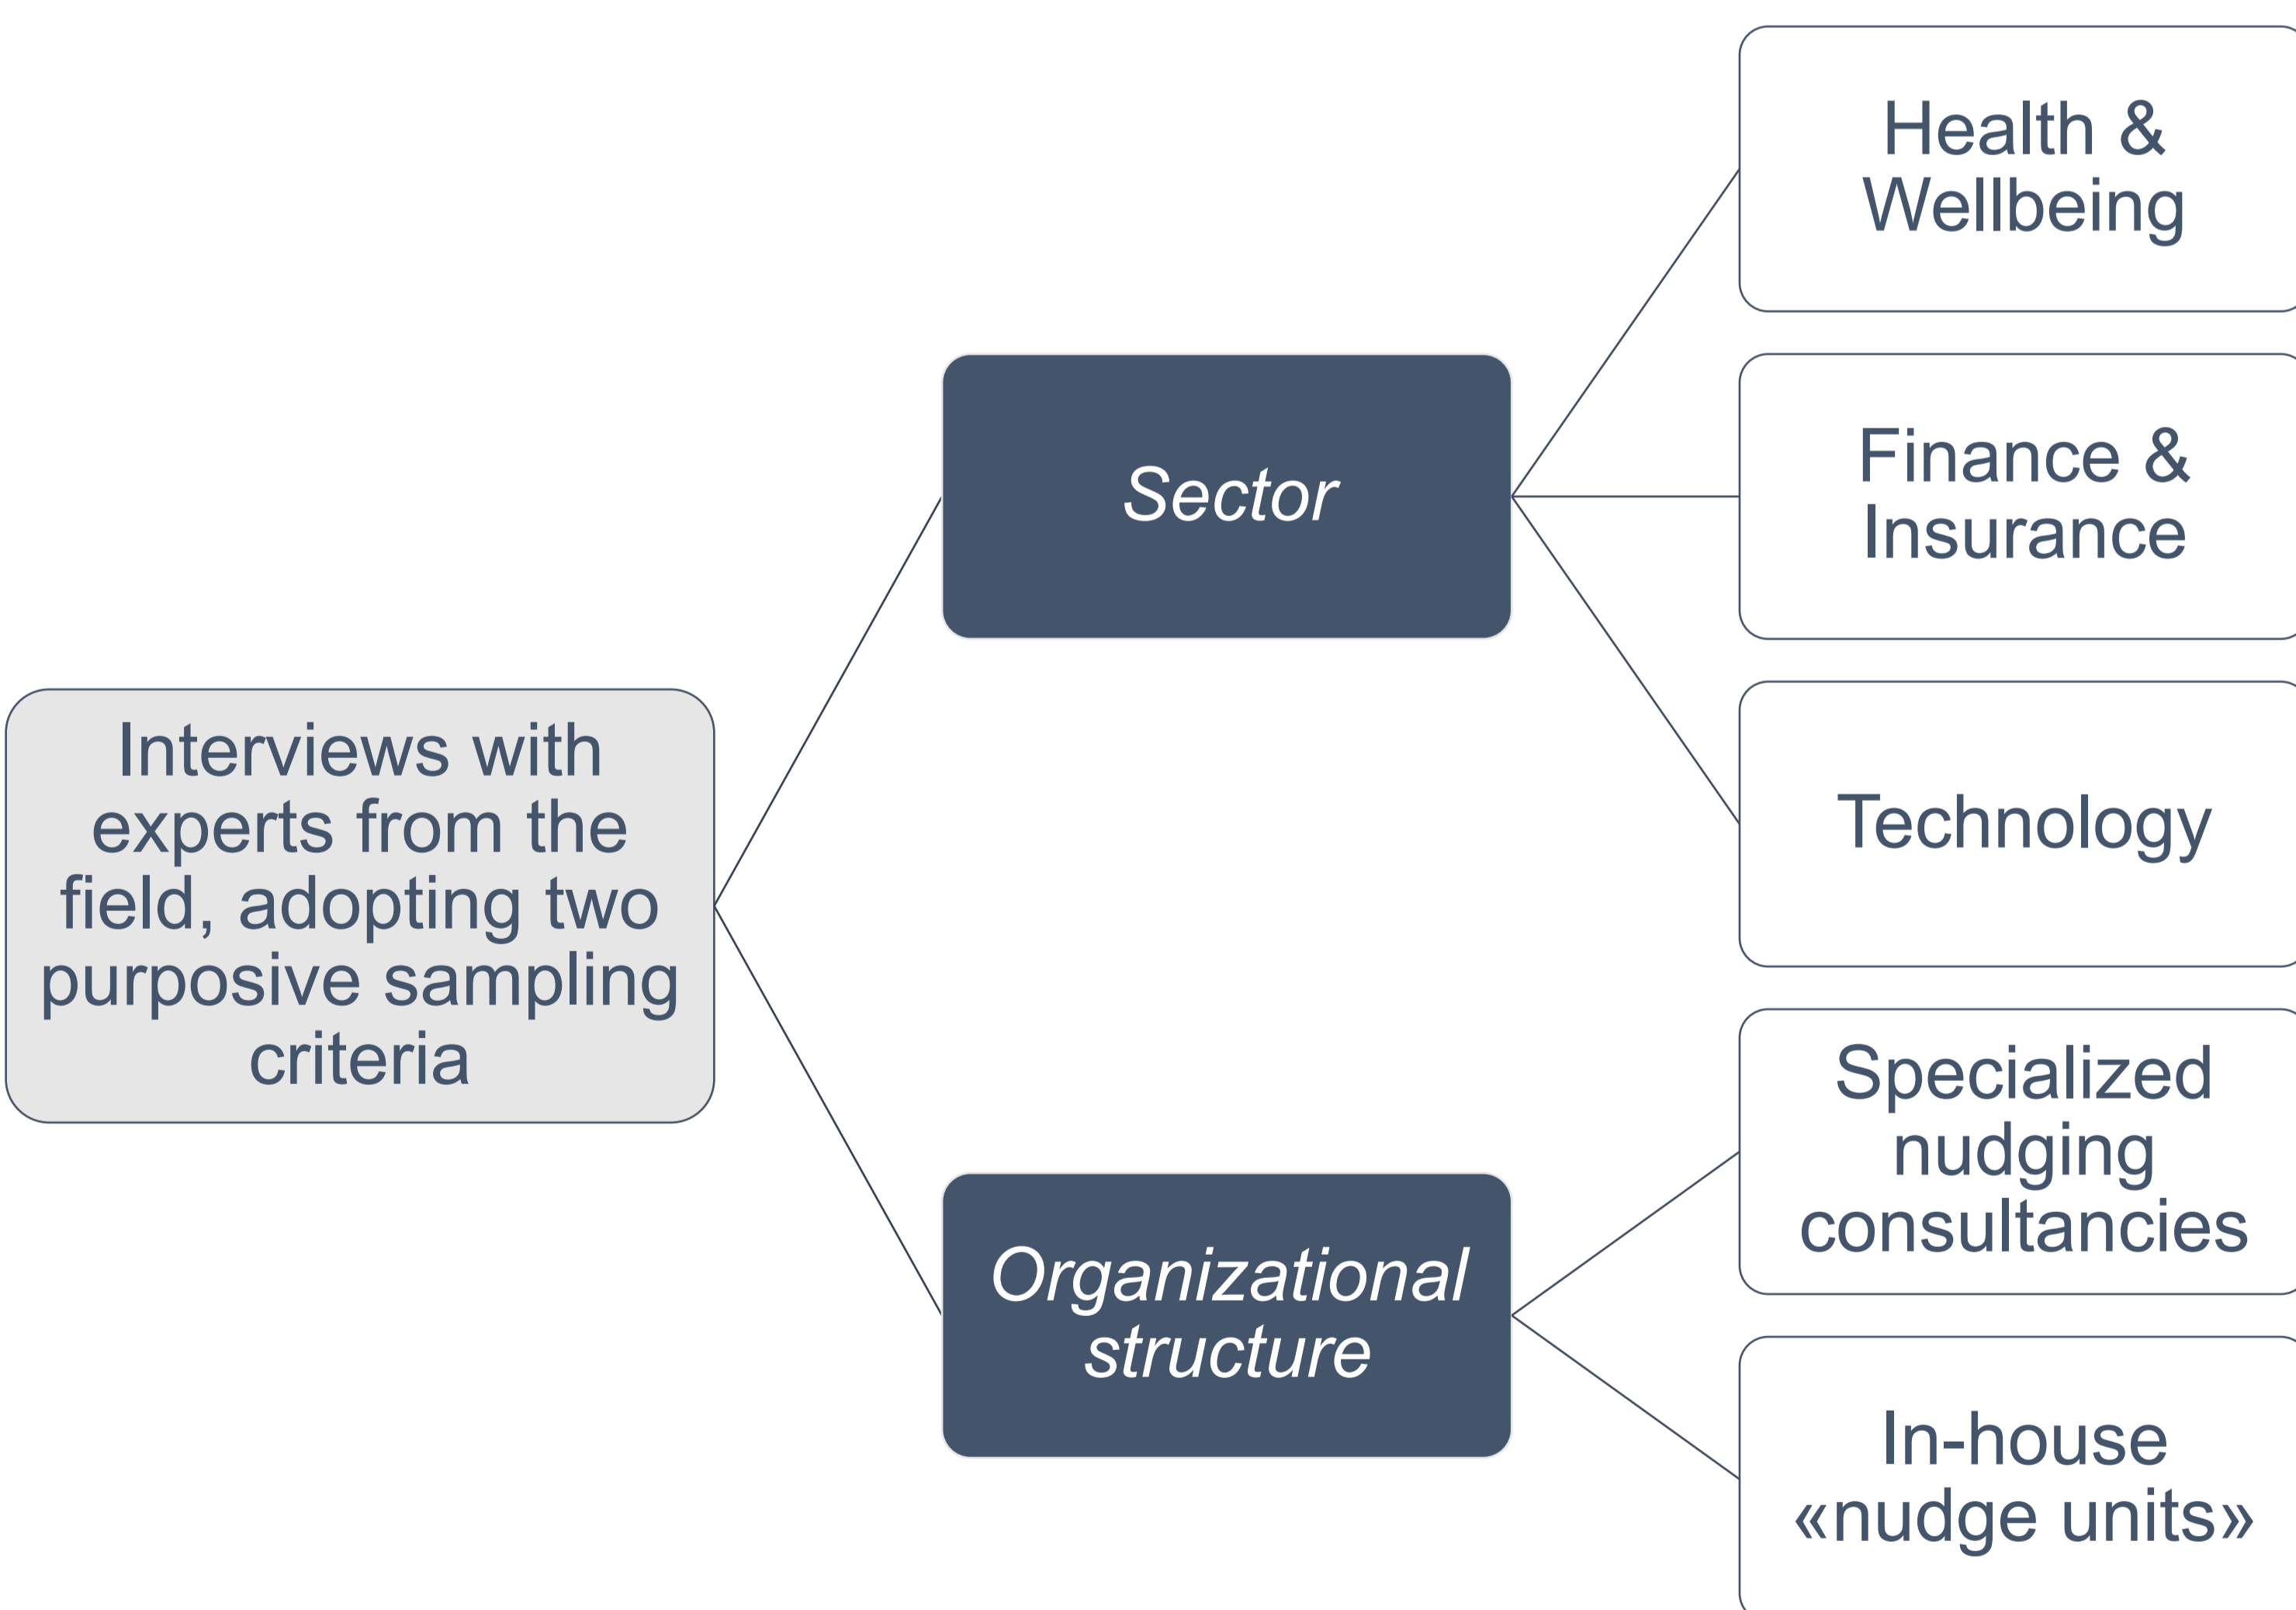 Health &
Wellbeing
Finance &
Insurance
Sector
Technology
Interviews with
experts from the
field, adopting two
purposive sampling
criteria
Specialized
nudging
consultancies
Organizational
structure
In-house
«nudge units»